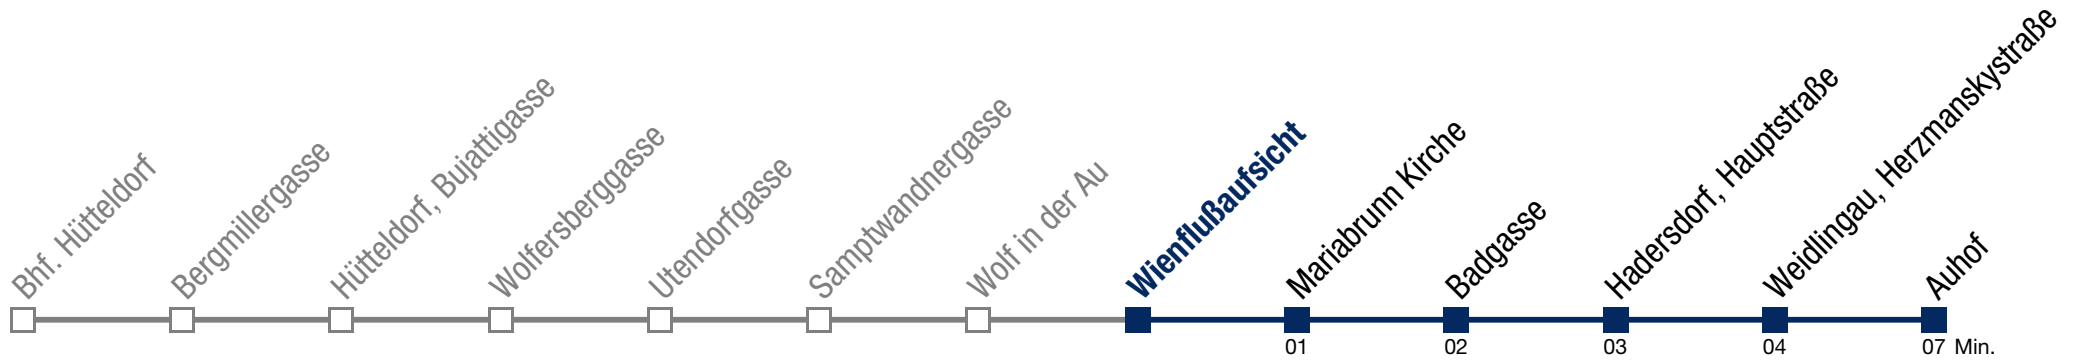 Bhf. Hütteldorf
Bergmillergasse
Hütteldorf, Bujattigasse
Wolfersberggasse
Utendorfgasse
Samptwandnergasse
Wolf in der Au
Wienflußaufsicht
Mariabrunn Kirche
Badgasse
Hadersdorf, Hauptstraße
Weidlingau, Herzmanskystraße
Auhof
01 02 03 04 07 Min.